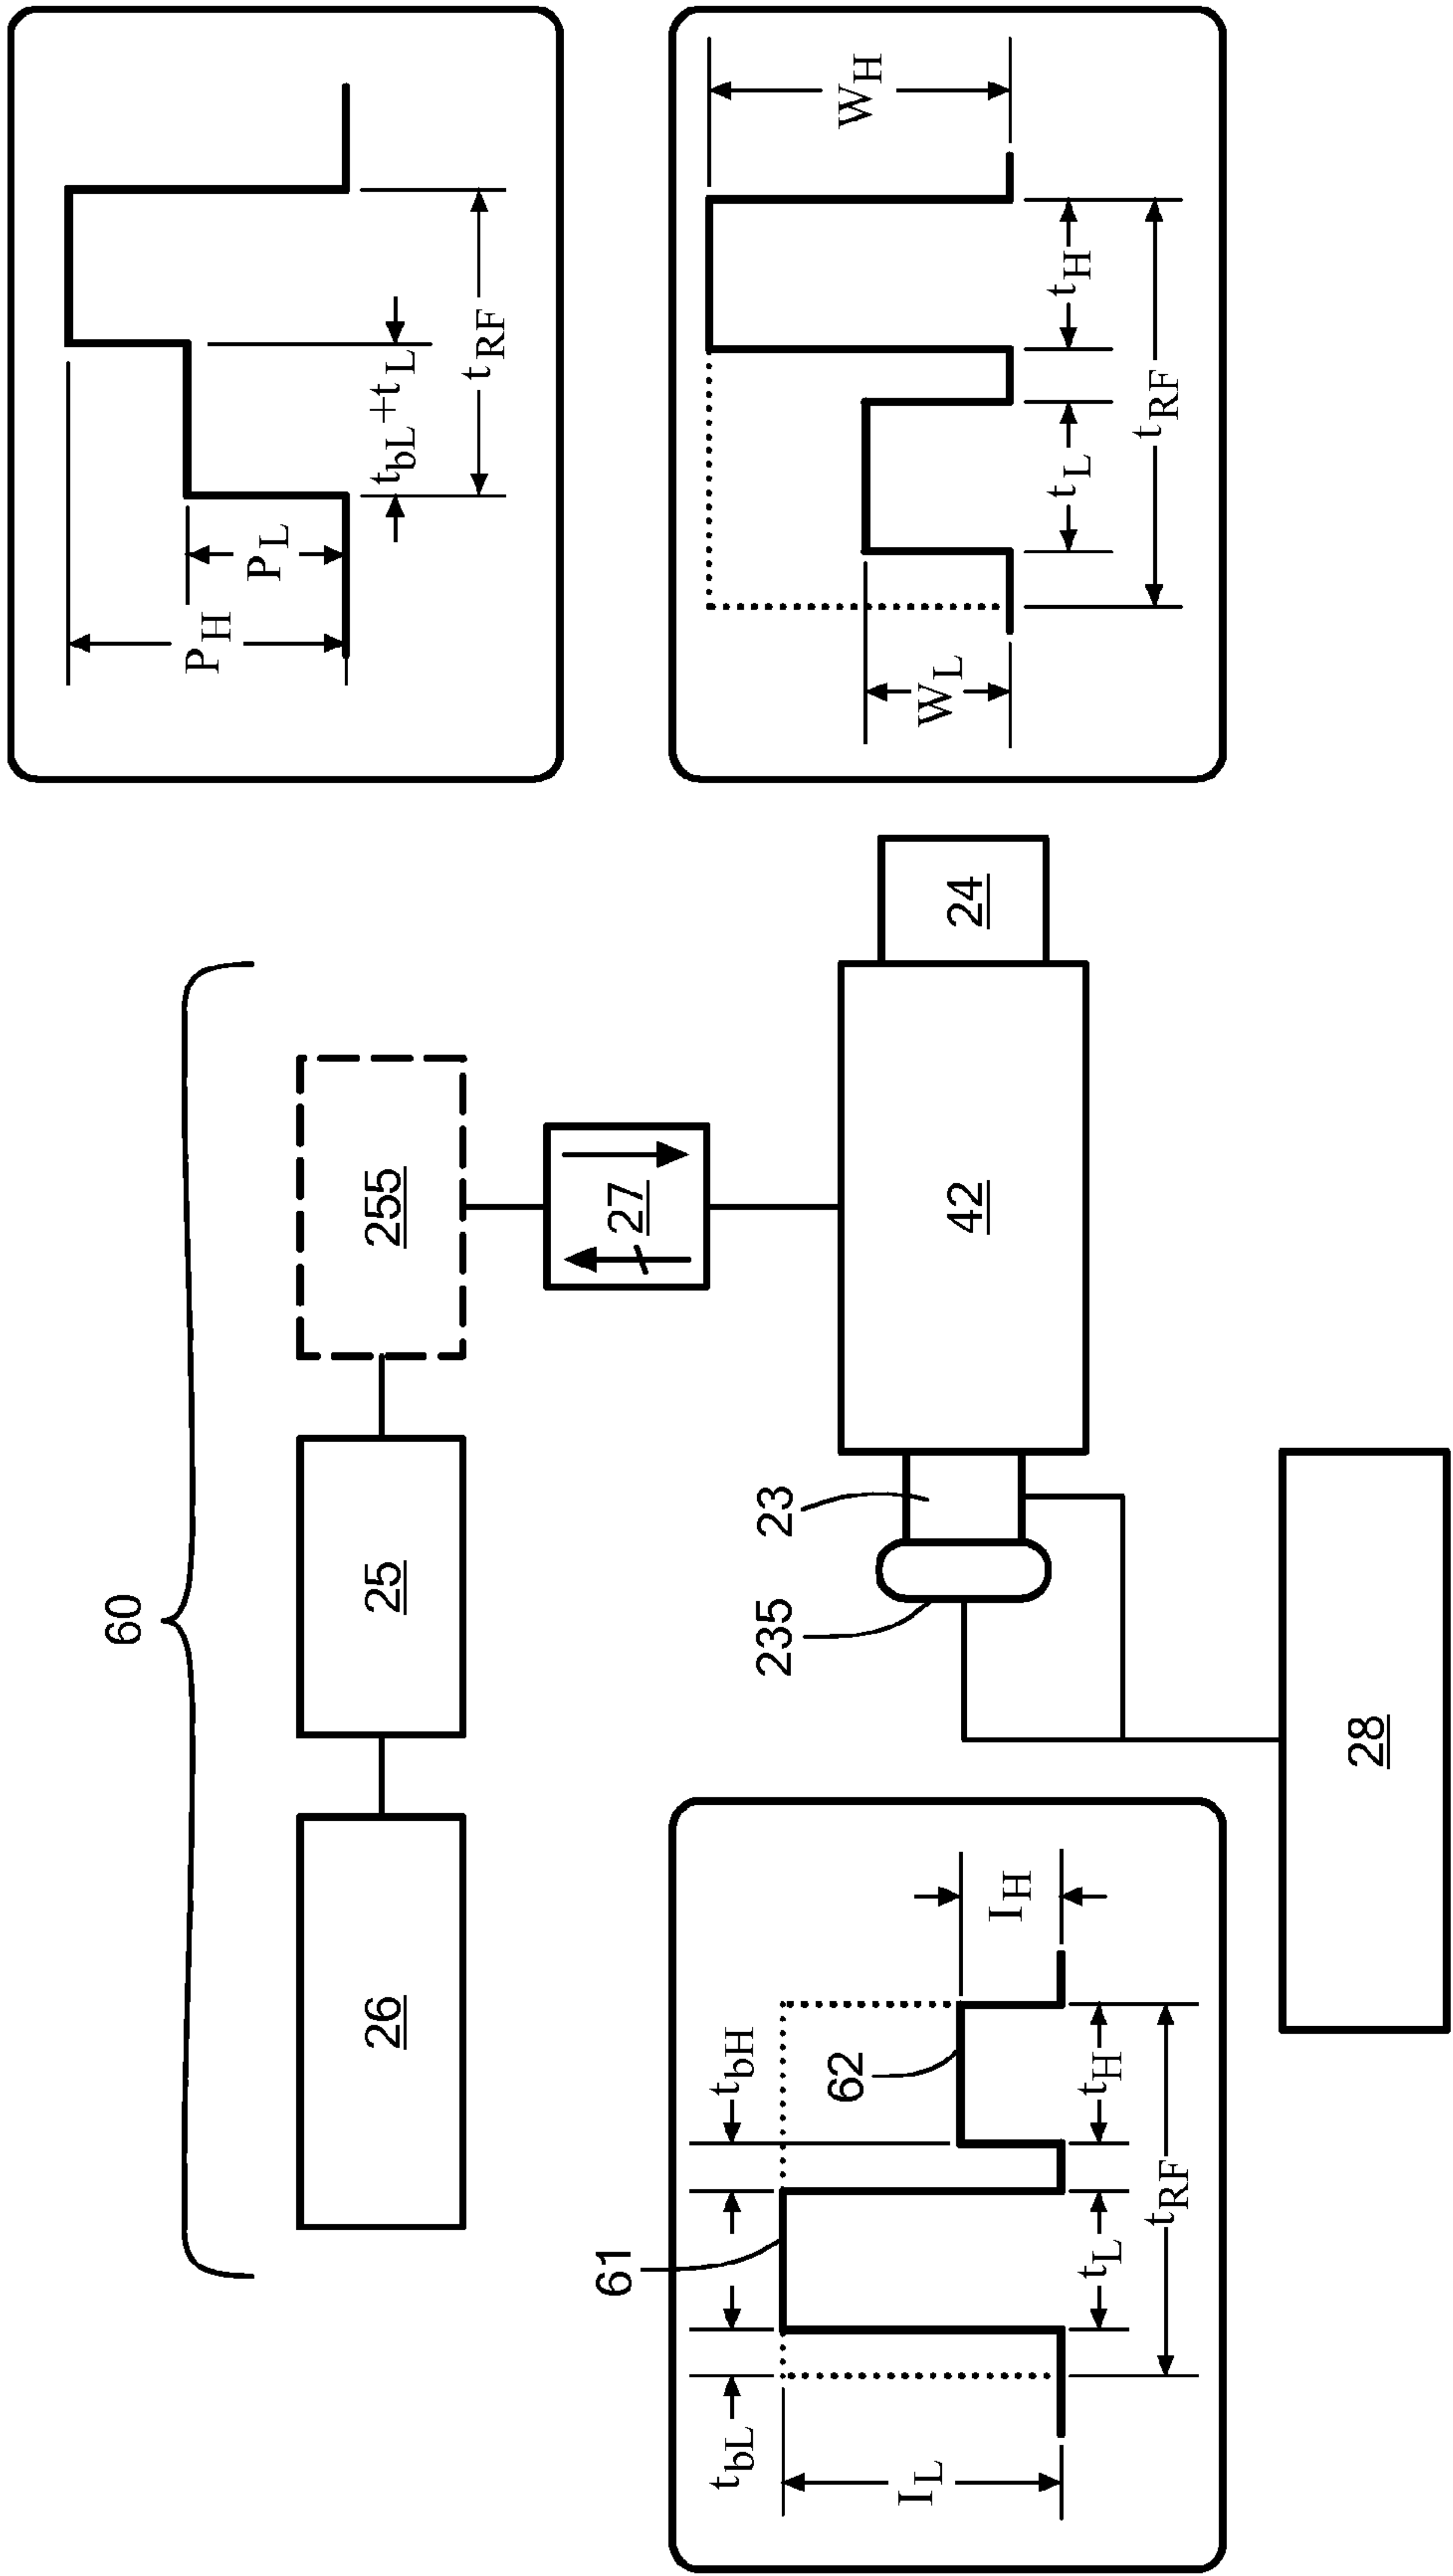 60
26
25
255
P_H
P_L
t_bL+t_L
t_RF
27
61
t_bL
t_bH
62
I_L
I_H
t_L
t_H
t_RF
235
23
42
24
W_H
W_L
t_L
t_H
t_RF
28